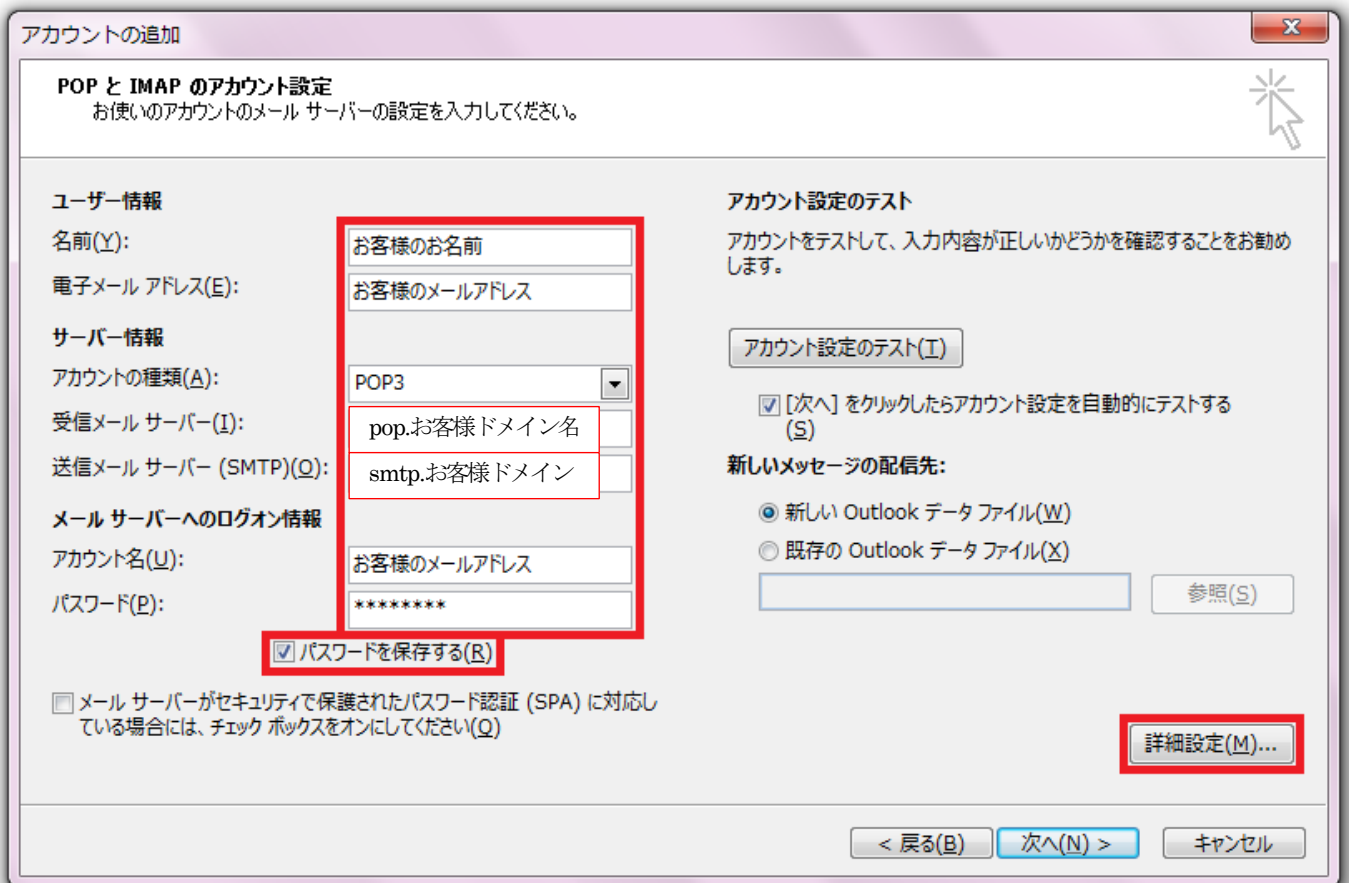 アカウントの追加
POP と IMAP のアカウント設定
お使いのアカウントのメール サーバーの設定を入力してください。
ユーザー情報
名前(Y):
お客様のお名前
電子メール アドレス(E):
お客様のメールアドレス
サーバー情報
アカウントの種類(A):
POP3
受信メール サーバー(I):
pop.お客様ドメイン名
送信メール サーバー (SMTP)(O):
smtp.お客様ドメイン
メール サーバーへのログオン情報
アカウント名(U):
お客様のメールアドレス
パスワード(P):
********
パスワードを保存する(R)
メール サーバーがセキュリティで保護されたパスワード認証 (SPA) に対応し
ている場合には、チェック ボックスをオンにしてください(Q)
アカウント設定のテスト
アカウントをテストして、入力内容が正しいかどうかを確認することをお勧め
します。
アカウント設定のテスト(T)
[次へ] をクリックしたらアカウント設定を自動的にテストする
(S)
新しいメッセージの配信先:
新しい Outlook データ ファイル(W)
既存の Outlook データ ファイル(X)
参照(S)
詳細設定(M)...
< 戻る(B)
次へ(N) >
キャンセル